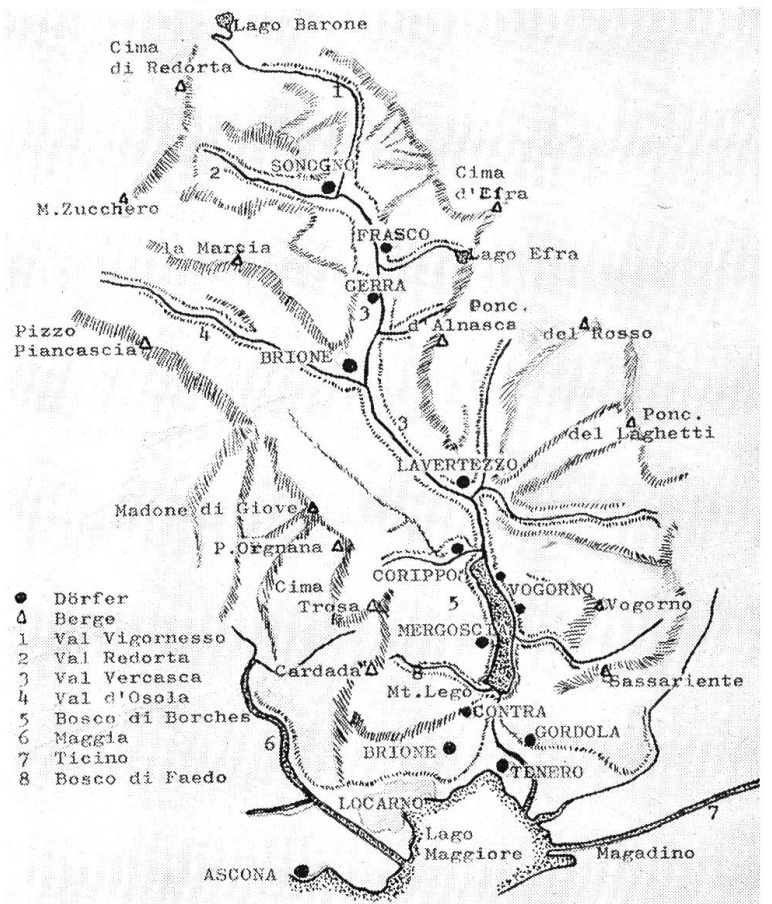 Lago Barone
Cima
di Redorta
1
SONOGNO
2
Cima
d'Efra
M.Zucchero
FRASCO
la Marcia
Lago Efra
GERRA
3
Ponc.
d'Alnasca
del Rosso
4
Pizzo
Piancascia
BRIONE
3
Ponc.
del Laghetti
LAVERTEZZO
Madone di Giove
P.Orgnana
CORIPPO
Cima
Trosa
5
VOGORNO
Vogorno
MERGOSCI
Cardada
8
Mt.Lego
Sassariente
CONTRA
GORDOLA
6
BRIONE
TENERO
LOCARNO
7
Lago
Maggiore
Magadino
ASCONA
Dörfer
Berge
1 Val Vigornesso
2 Val Redorta
3 Val Vercasca
4 Val d'Osola
5 Bosco di Borches
6 Maggia
7 Ticino
8 Bosco di Faedo